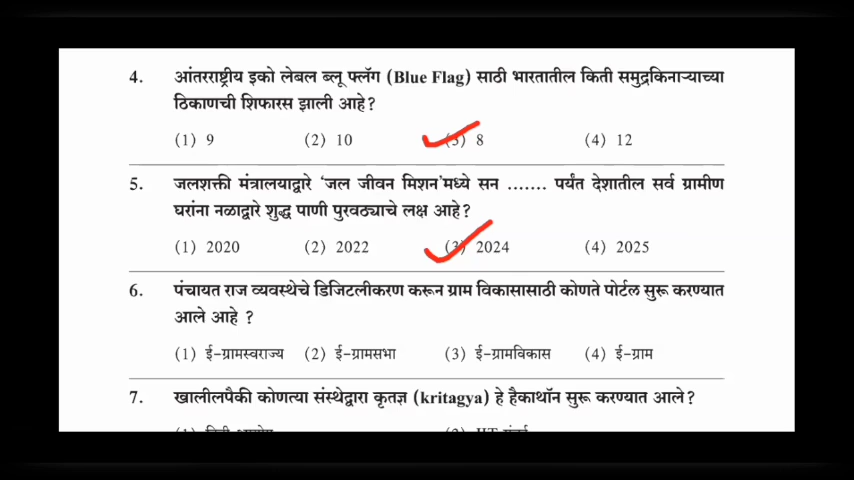 4. आंतरराष्ट्रीय इको लेबल ब्लू फ्लॅग (Blue Flag) साठी भारतातील किती समुद्रकिनाऱ्याच्या
ठिकाणची शिफारस झाली आहे?
(1) 9 (2) 10 (3) 8 (4) 12
5. जलशक्ती मंत्रालयाद्वारे 'जल जीवन मिशन'मध्ये सन ....... पर्यंत देशातील सर्व ग्रामीण
घरांना नळाद्वारे शुद्ध पाणी पुरवठ्याचे लक्ष आहे?
(1) 2020 (2) 2022 (3) 2024 (4) 2025
6. पंचायत राज व्यवस्थेचे डिजिटलीकरण करून ग्राम विकासासाठी कोणते पोर्टल सुरू करण्यात
आले आहे ?
(1) ई-ग्रामस्वराज्य (2) ई-ग्रामसभा (3) ई-ग्रामविकास (4) ई-ग्राम
7. खालीलपैकी कोणत्या संस्थेद्वारा कृतज्ञ (kritagya) हे हैकाथॉन सुरू करण्यात आले?